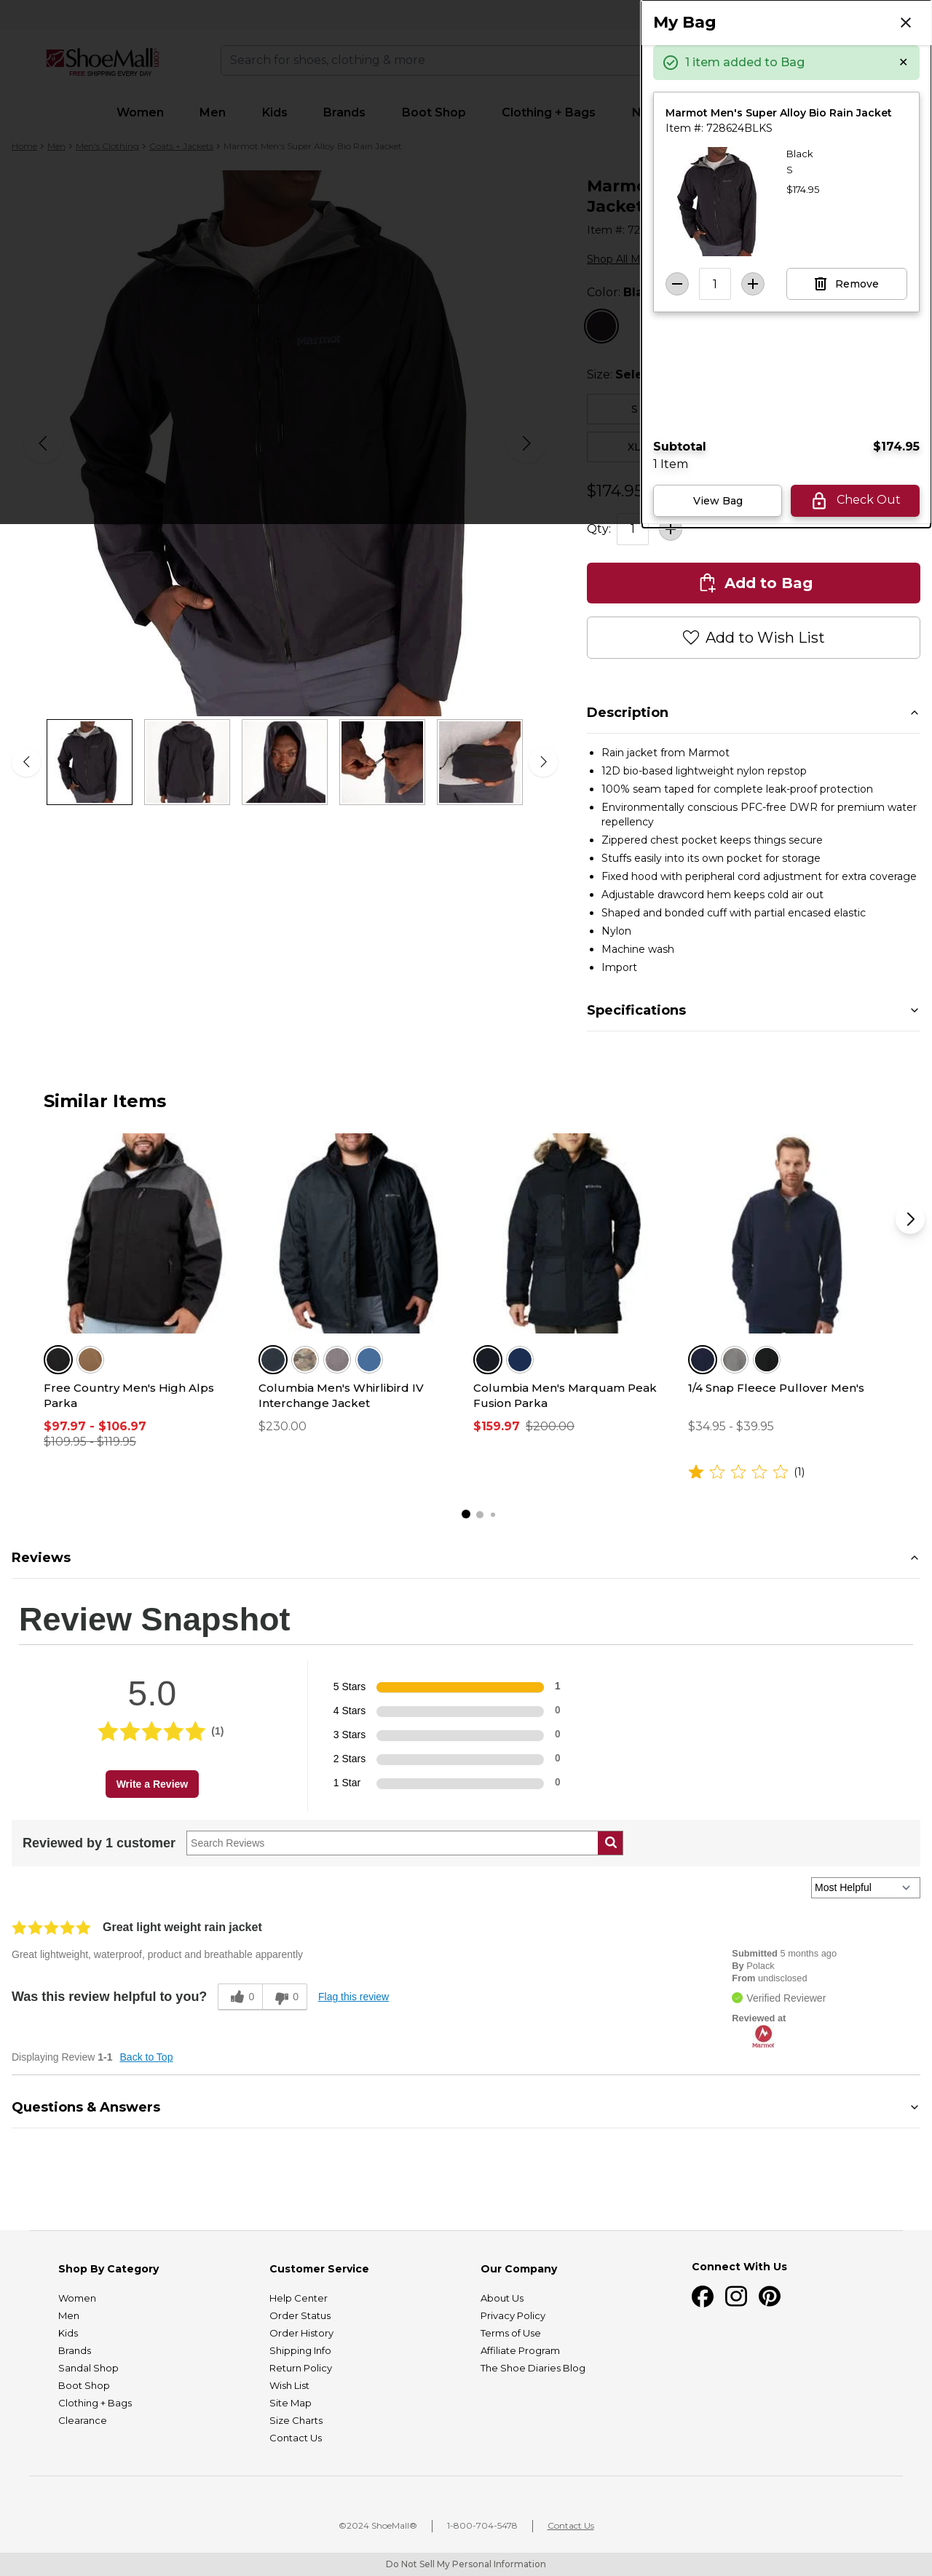 My Bag
1 item added to Bag
Marmot Men's Super Alloy Bio Rain Jacket
Item #: 728624BLKS
Black
S
$174.95
1
Remove
Subtotal $174.95
1 Item
View Bag
Check Out
ShoeMall
FREE SHIPPING EVERY DAY
Search for shoes, clothing & more
Women Men Kids Brands Boot Shop Clothing + Bags
Home > Men > Men's Clothing > Coats + Jackets > Marmot Men's Super Alloy Bio Rain Jacket
Jacket
Item #:
Shop All
Color:
Size:
S
XL
$174.95
Qty: 1
Add to Bag
Add to Wish List
Description
• Rain jacket from Marmot
• 12D bio-based lightweight nylon repstop
• 100% seam taped for complete leak-proof protection
• Environmentally conscious PFC-free DWR for premium water
repellency
• Zippered chest pocket keeps things secure
• Stuffs easily into its own pocket for storage
• Fixed hood with peripheral cord adjustment for extra coverage
• Adjustable drawcord hem keeps cold air out
• Shaped and bonded cuff with partial encased elastic
• Nylon
• Machine wash
• Import
Specifications
Similar Items
Free Country Men's High Alps
Parka
$97.97 - $106.97
$109.95 - $119.95
Columbia Men's Whirlibird IV
Interchange Jacket
$230.00
Columbia Men's Marquam Peak
Fusion Parka
$159.97 $200.00
1/4 Snap Fleece Pullover Men's
$34.95 - $39.95
(1)
Reviews
Review Snapshot
5.0
(1)
Write a Review
5 Stars 1
4 Stars 0
3 Stars 0
2 Stars 0
1 Star 0
Reviewed by 1 customer
Search Reviews
Most Helpful
Great light weight rain jacket
Great lightweight, waterproof, product and breathable apparently
Submitted 5 months ago
By Polack
From undisclosed
Verified Reviewer
Reviewed at
Marmot
Was this review helpful to you? 0 0 Flag this review
Displaying Review 1-1 Back to Top
Questions & Answers
Shop By Category
Women
Men
Kids
Brands
Sandal Shop
Boot Shop
Clothing + Bags
Clearance
Customer Service
Help Center
Order Status
Order History
Shipping Info
Return Policy
Wish List
Site Map
Size Charts
Contact Us
Our Company
About Us
Privacy Policy
Terms of Use
Affiliate Program
The Shoe Diaries Blog
Connect With Us
©2024 ShoeMall® 1-800-704-5478 Contact Us
Do Not Sell My Personal Information